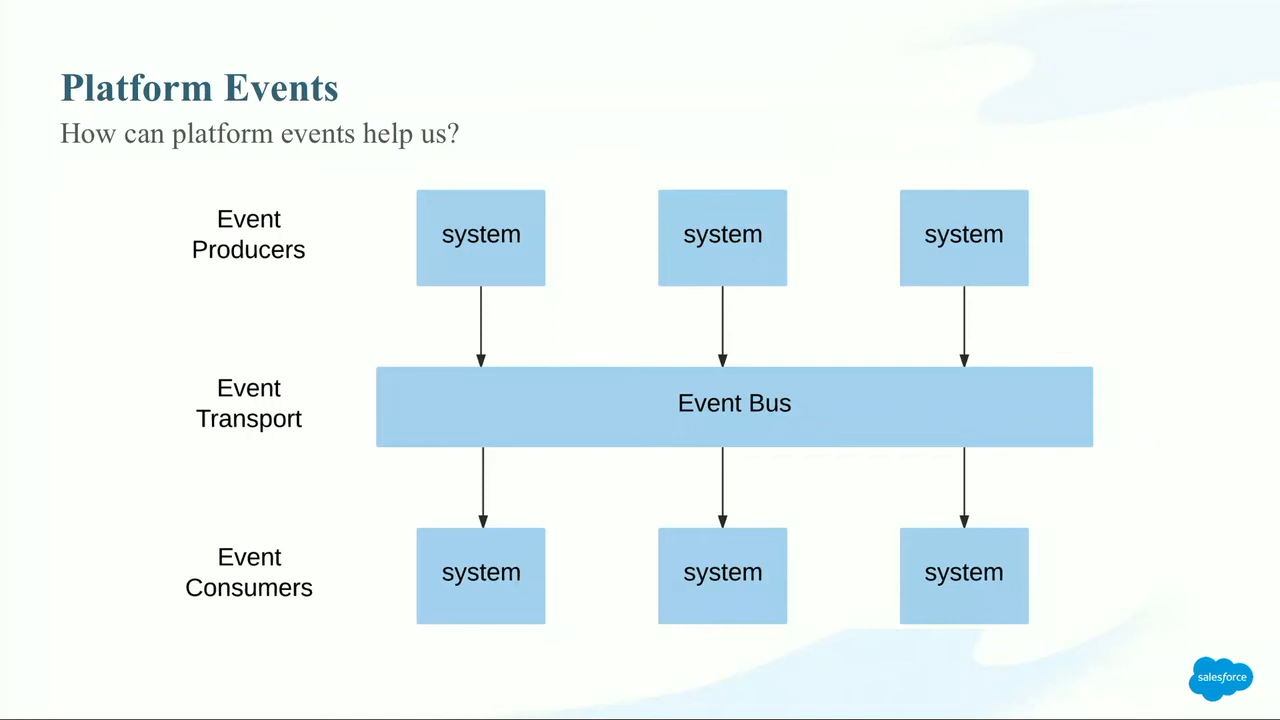 Platform Events
How can platform events help us?
Event
Producers
system
system
system
Event
Transport
Event Bus
Event
Consumers
system
system
system
salesforce